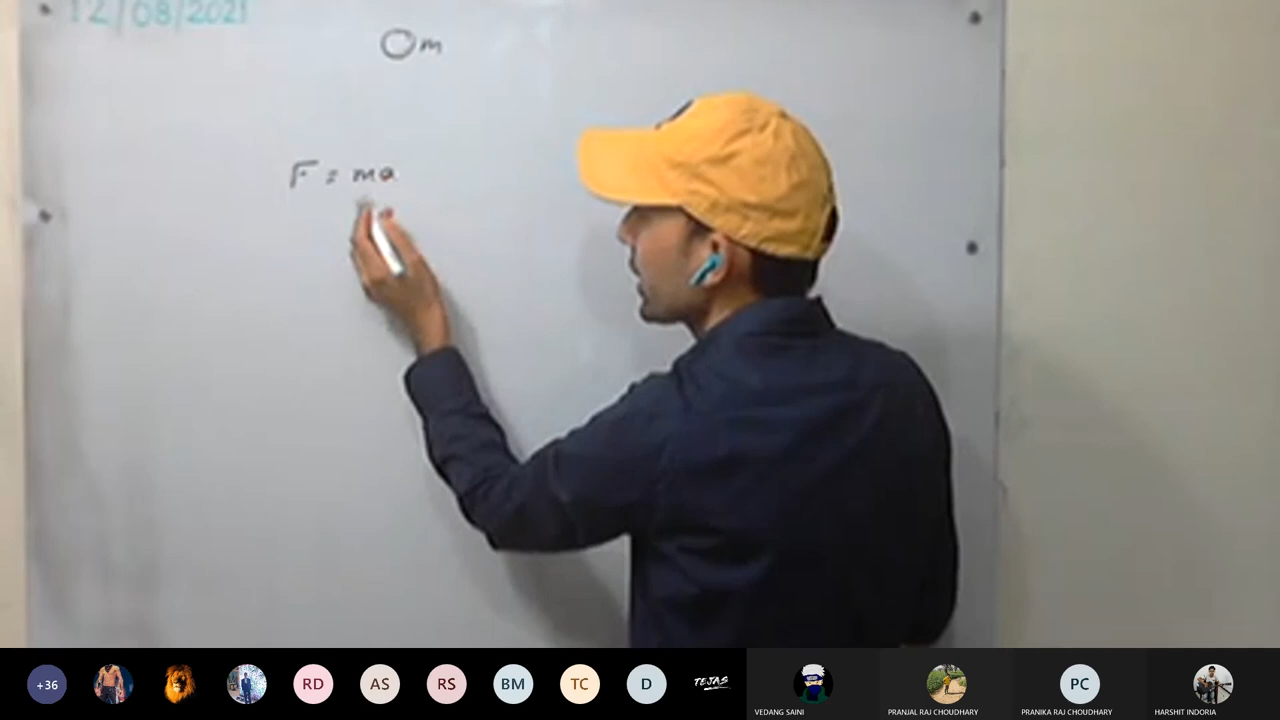 12/08/2021
m
F = ma
+36
RD
AS
RS
BM
TC
D
TEJAS
PC
VEDANG SAINI
PRANJAL RAJ CHOUDHARY
PRANIKA RAJ CHOUDHARY
HARSHIT INDORIA